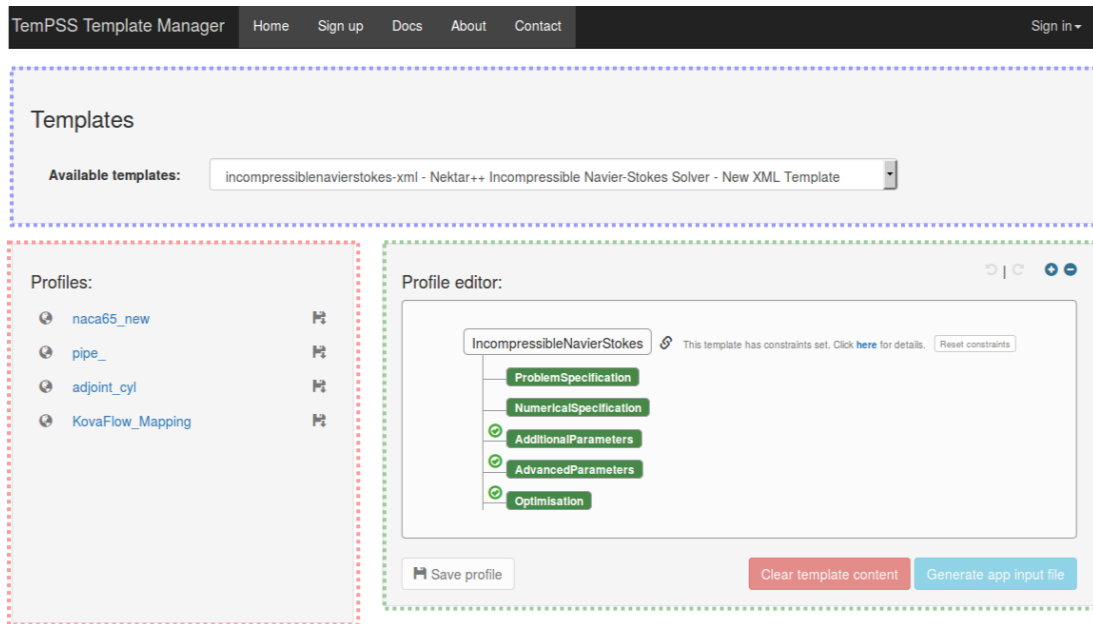 TemPSS Template Manager Home Sign up Docs About Contact Sign in
Templates
Available templates: incompressiblenavierstokes-xml - Nektar++ Incompressible Navier-Stokes Solver - New XML Template
Profiles:
naca65_new
pipe_
adjoint_cyl
KovaFlow_Mapping
Profile editor:
IncompressibleNavierStokes This template has constraints set. Click here for details. Reset constraints
ProblemSpecification
NumericalSpecification
AdditionalParameters
AdvancedParameters
Optimisation
Save profile Clear template content Generate app input file